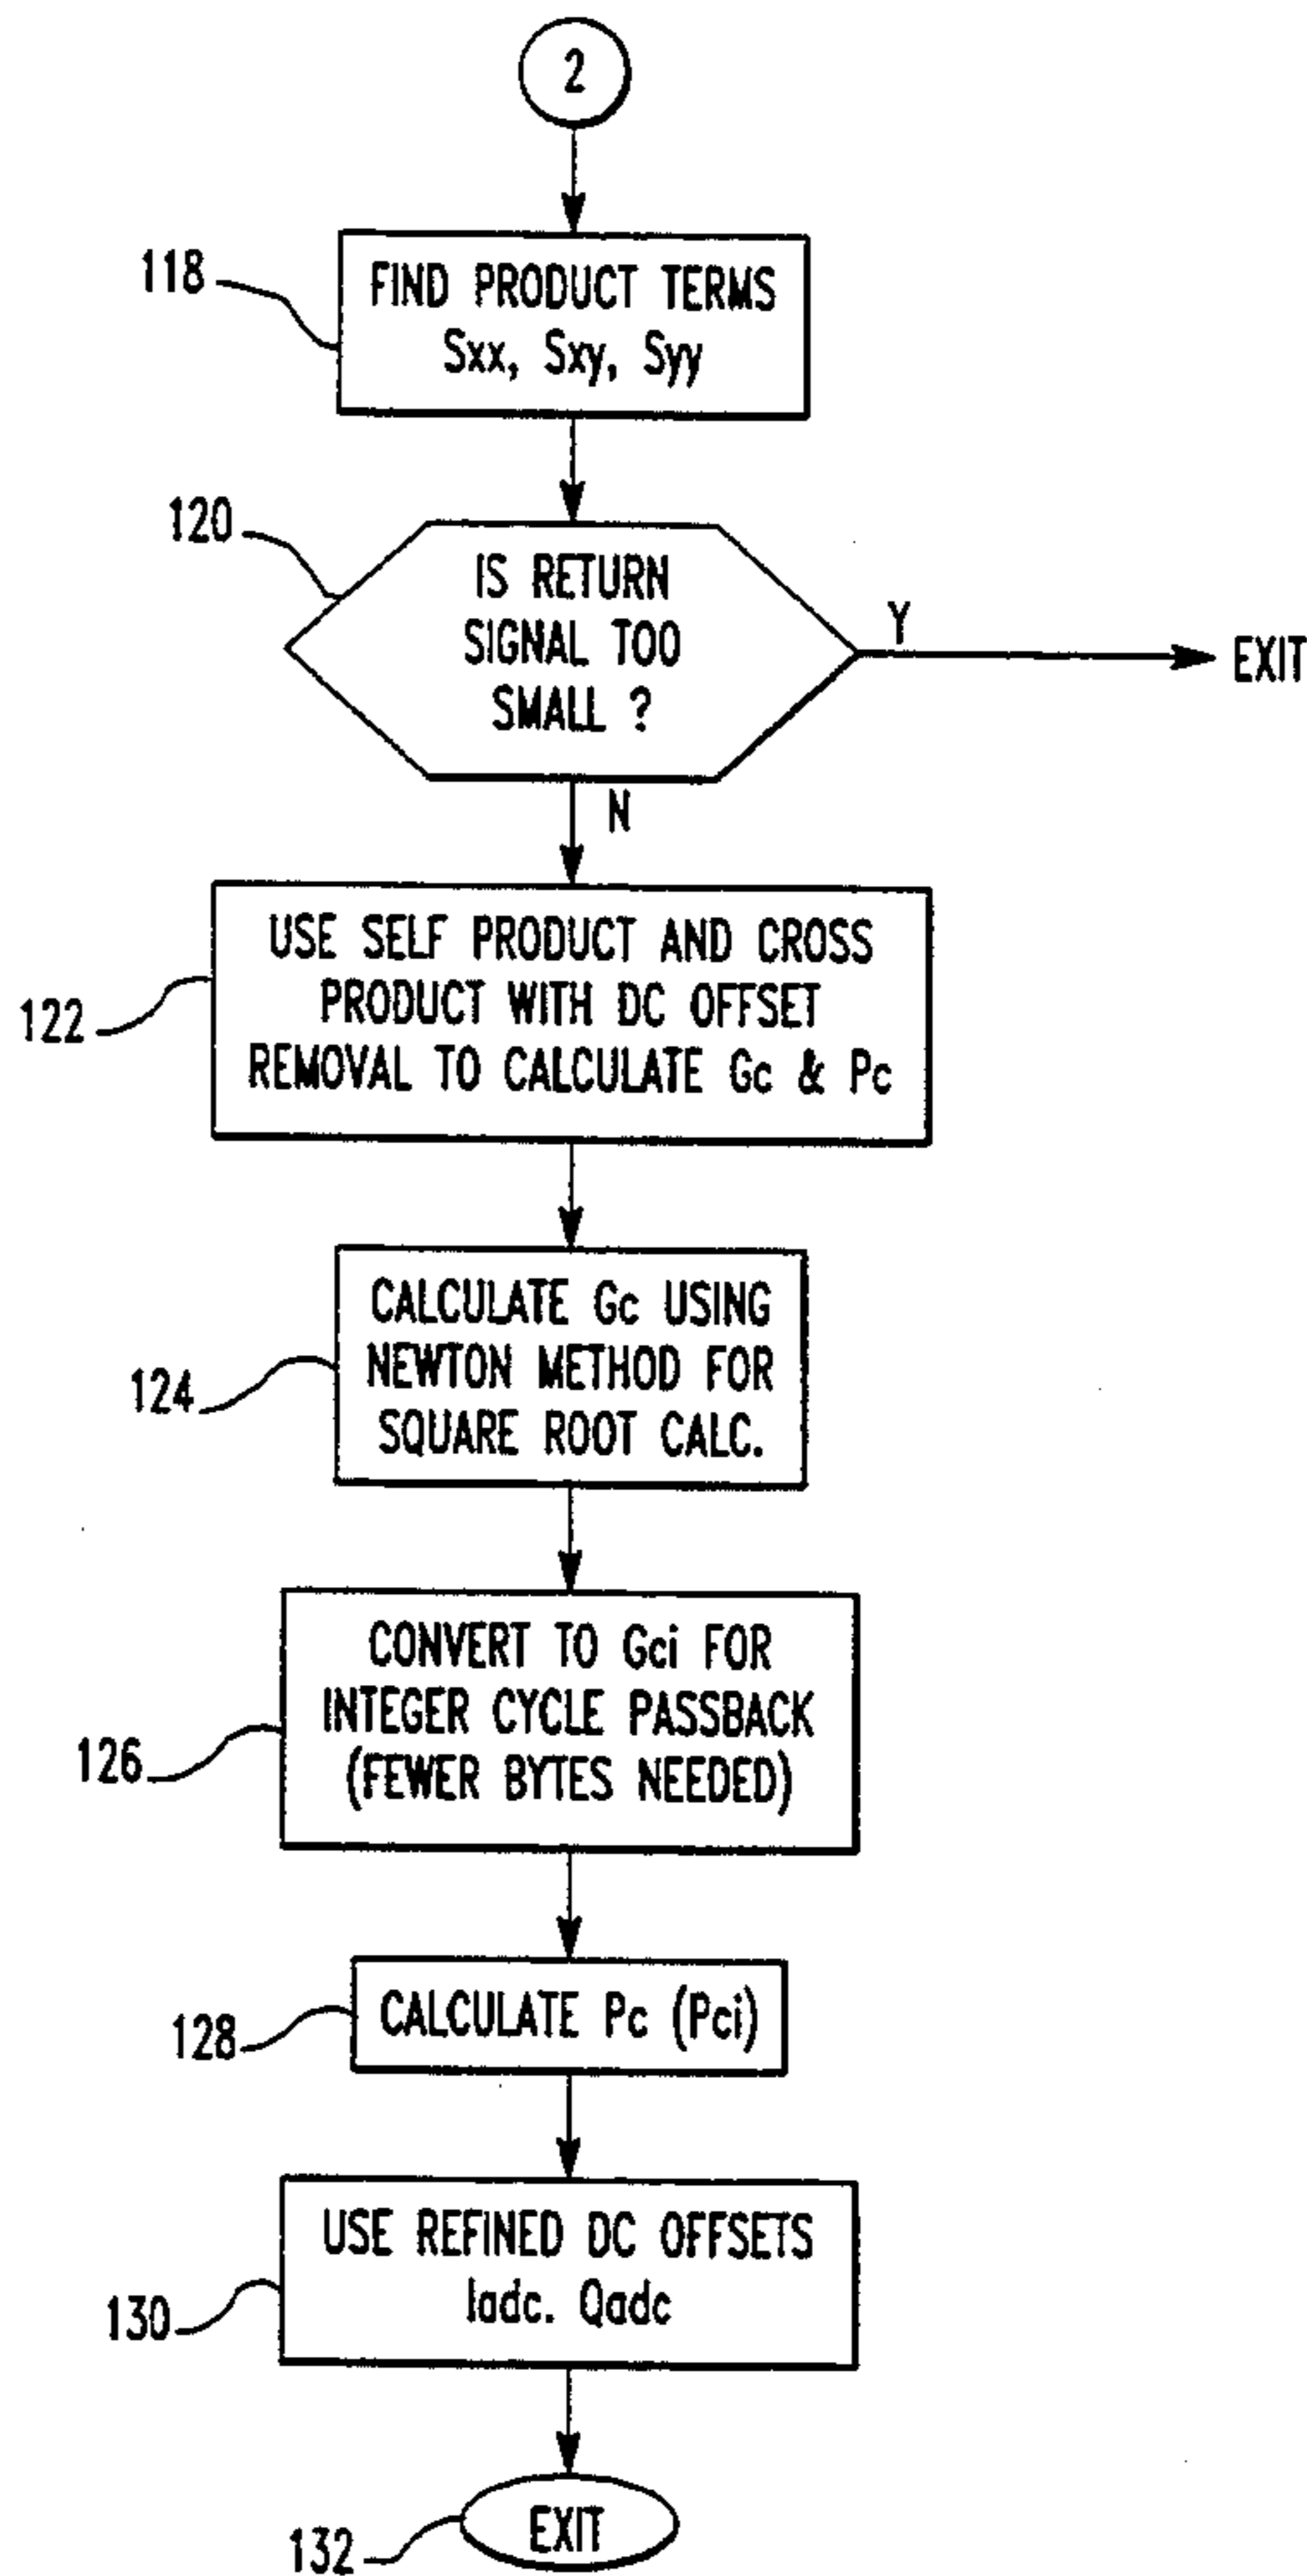 2
118
FIND PRODUCT TERMS
Sxx, Sxy, Syy
120
IS RETURN
SIGNAL TOO
SMALL ?
Y
EXIT
N
122
USE SELF PRODUCT AND CROSS
PRODUCT WITH DC OFFSET
REMOVAL TO CALCULATE Gc & Pc
124
CALCULATE Gc USING
NEWTON METHOD FOR
SQUARE ROOT CALC.
126
CONVERT TO Gci FOR
INTEGER CYCLE PASSBACK
(FEWER BYTES NEEDED)
128
CALCULATE Pc (Pci)
130
USE REFINED DC OFFSETS
Iadc. Qadc
132
EXIT